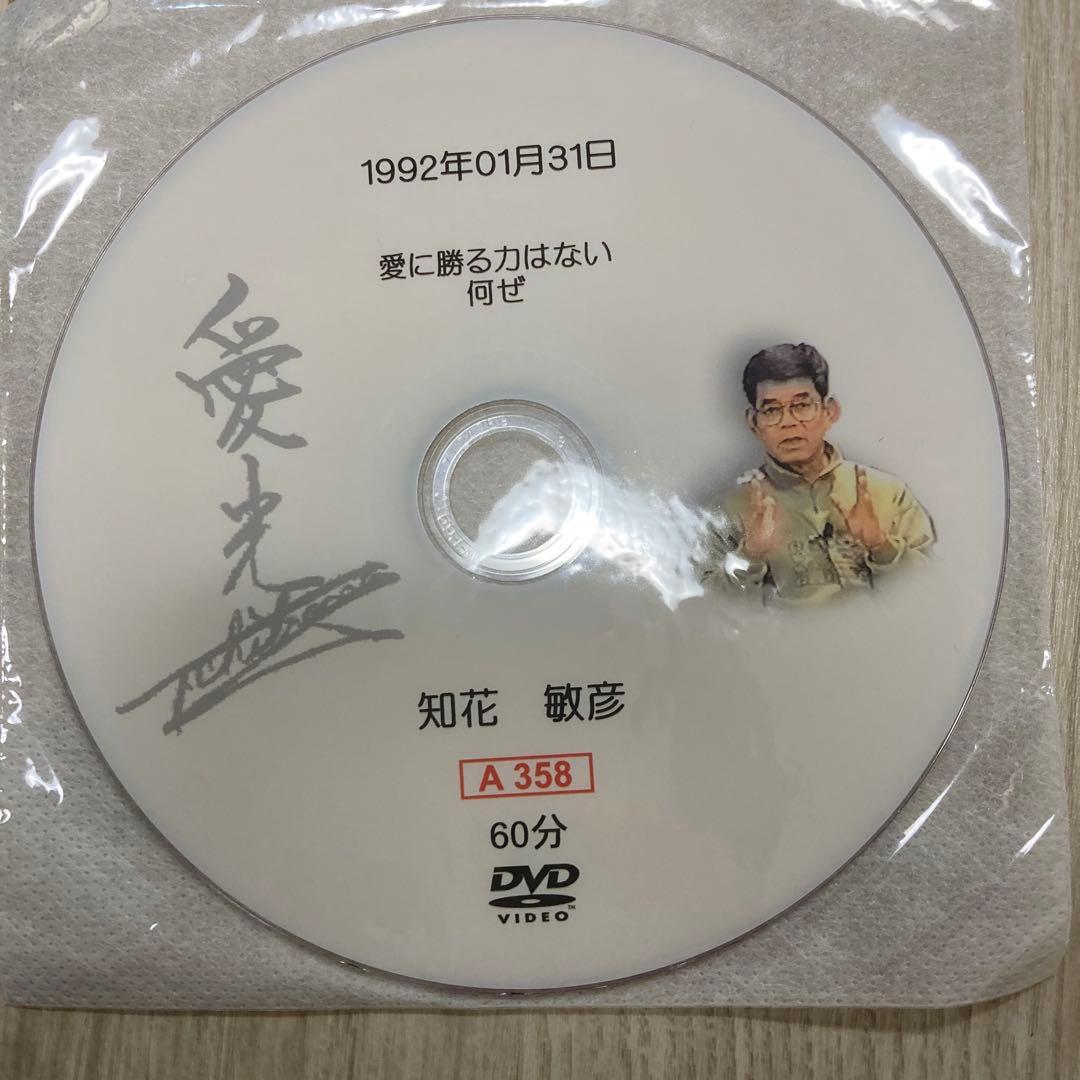 1992年01月31日
愛に勝る力はない
何ぜ
愛
光
知花　敏彦
A 358
60分
DVD
VIDEO™